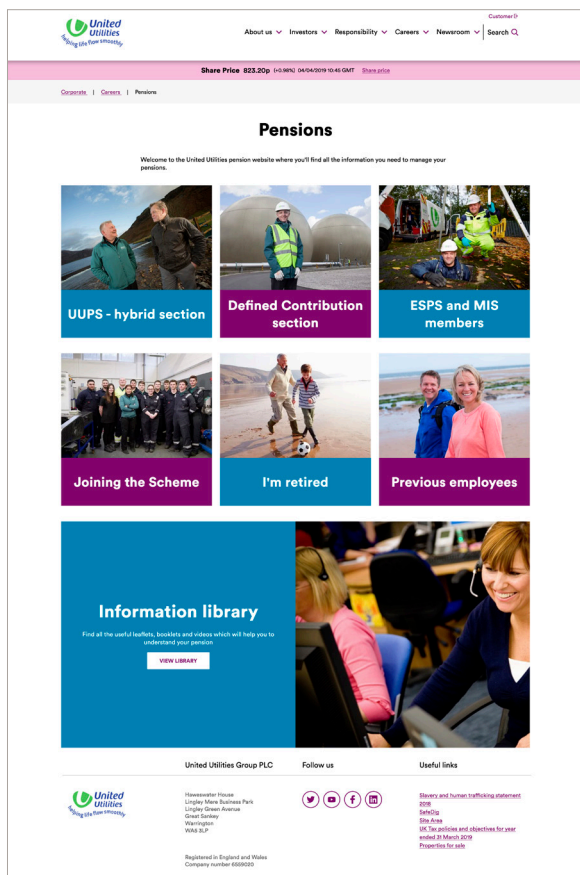 Customer
United
Utilities
helping life flow smoothly
About us Investors Responsibility Careers Newsroom Search
Share Price 823.20p (+0.98%) 04/04/2019 10:45 GMT Share price
Corporate | Careers | Pensions
Pensions
Welcome to the United Utilities pension website where you'll find all the information you need to manage your
pensions.
UUPS - hybrid section
Defined Contribution
section
ESPS and MIS
members
Joining the Scheme
I'm retired
Previous employees
Information library
Find all the useful leaflets, booklets and videos which will help you to
understand your pension
VIEW LIBRARY
United Utilities Group PLC
Follow us
Useful links
United
Utilities
helping life flow smoothly
Haweswater House
Lingley Mere Business Park
Lingley Green Avenue
Great Sankey
Warrington
WA5 3LP
Registered in England and Wales
Company number 6559020
Slavery and human trafficking statement
2018
SafeDig
Site Area
UK Tax policies and objectives for year
ended 31 March 2019
Properties for sale